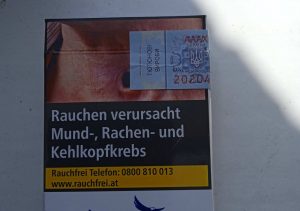 Rauchen verursacht
Mund-, Rachen- und
Kehlkopfkrebs
Rauchfrei Telefon: 0800 810 013
www.rauchfrei.at